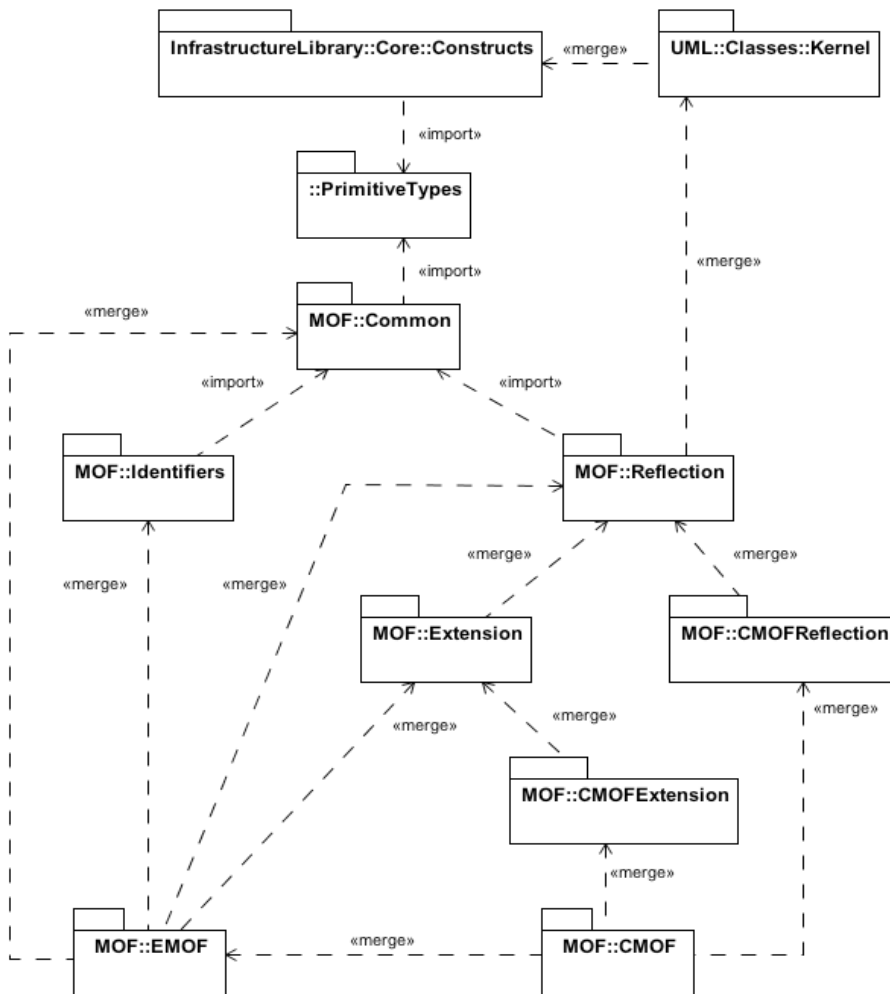 InfrastructureLibrary::Core::Constructs
«merge»
UML::Classes::Kernel
«import»
::PrimitiveTypes
«import»
«merge»
«merge»
MOF::Common
«import»
«import»
MOF::Identifiers
MOF::Reflection
«merge»
«merge»
«merge»
«merge»
MOF::Extension
MOF::CMOFReflection
«merge»
«merge»
«merge»
MOF::CMOFExtension
«merge»
MOF::EMOF
«merge»
MOF::CMOF